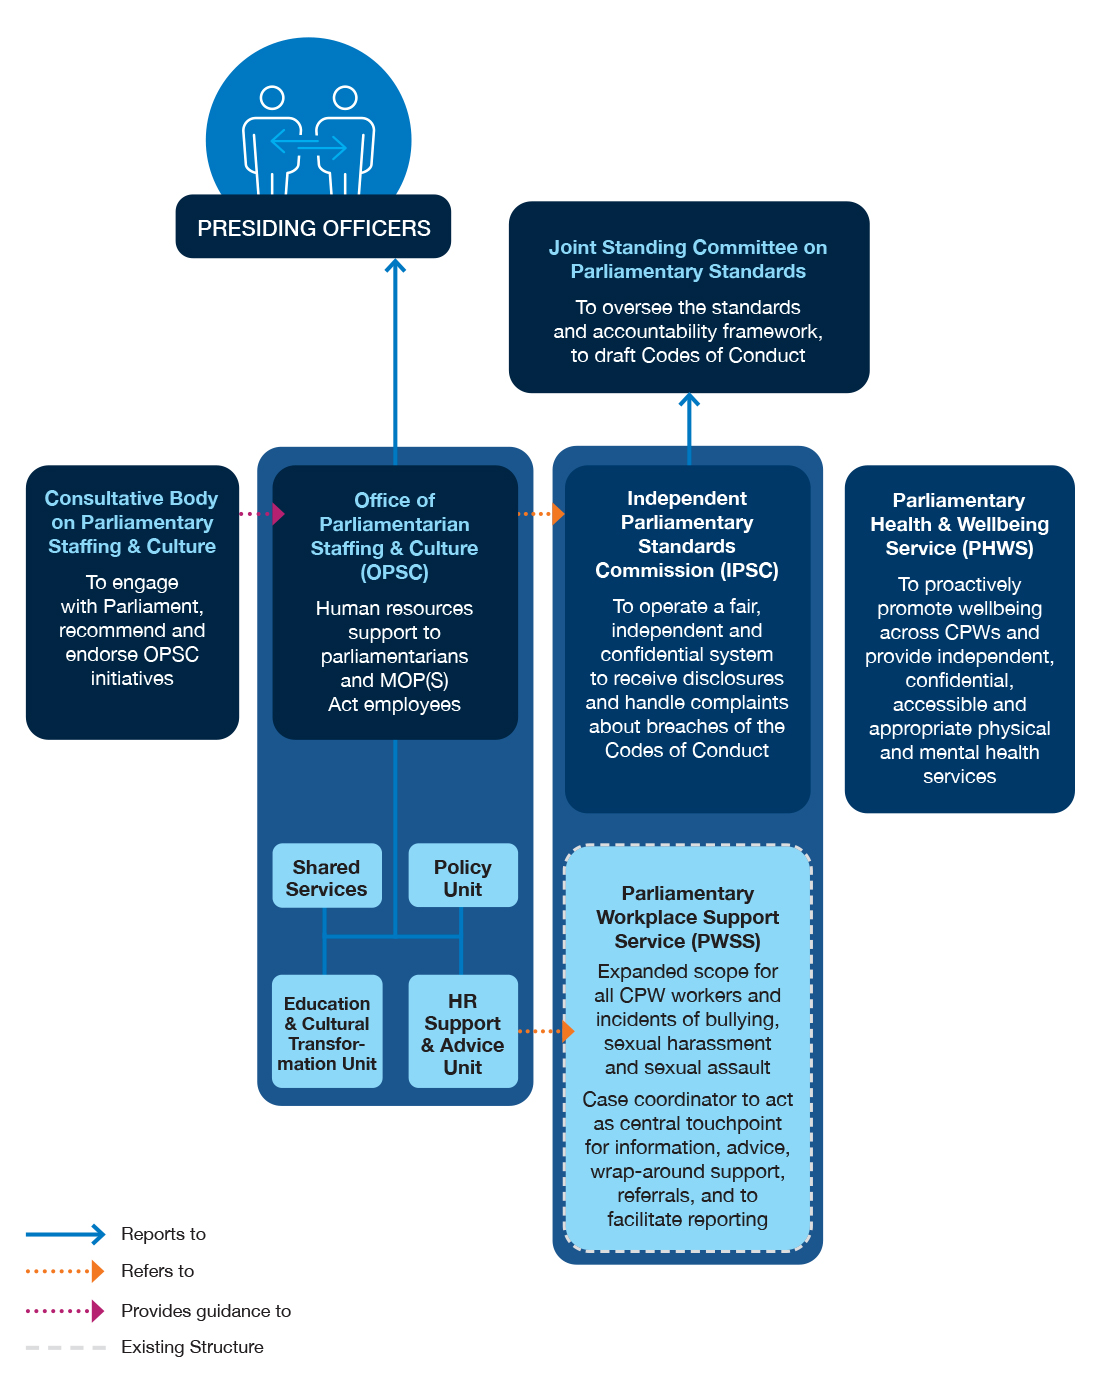 PRESIDING OFFICERS
Joint Standing Committee on
Parliamentary Standards
To oversee the standards
and accountability framework,
to draft Codes of Conduct
Consultative Body
on Parliamentary
Staffing & Culture
To engage
with Parliament,
recommend and
endorse OPSC
initiatives
Office of
Parliamentarian
Staffing & Culture
(OPSC)
Human resources
support to
parliamentarians
and MOP(S)
Act employees
Independent
Parliamentary
Standards
Commission (IPSC)
To operate a fair,
independent and
confidential system
to receive disclosures
and handle complaints
about breaches of the
Codes of Conduct
Parliamentary
Health & Wellbeing
Service (PHWS)
To proactively
promote wellbeing
across CPWs and
provide independent,
confidential,
accessible and
appropriate physical
and mental health
services
Shared
Services
Policy
Unit
Education
& Cultural
Transfor-
mation Unit
HR
Support
& Advice
Unit
Parliamentary
Workplace Support
Service (PWSS)
Expanded scope for
all CPW workers and
incidents of bullying,
sexual harassment
and sexual assault
Case coordinator to act
as central touchpoint
for information, advice,
wrap-around support,
referrals, and to
facilitate reporting
Reports to
Refers to
Provides guidance to
Existing Structure